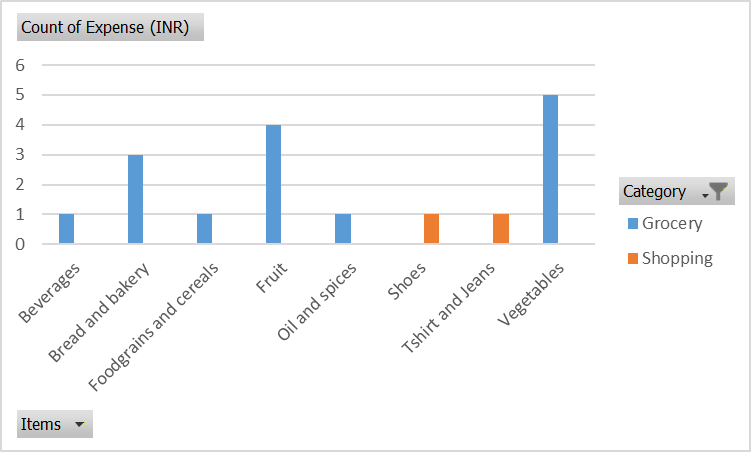 Count of Expense (INR)
6
5
4
3
2
1
0
Beverages
Bread and bakery
Foodgrains and cereals
Fruit
Oil and spices
Shoes
Tshirt and Jeans
Vegetables
Category
Grocery
Shopping
Items